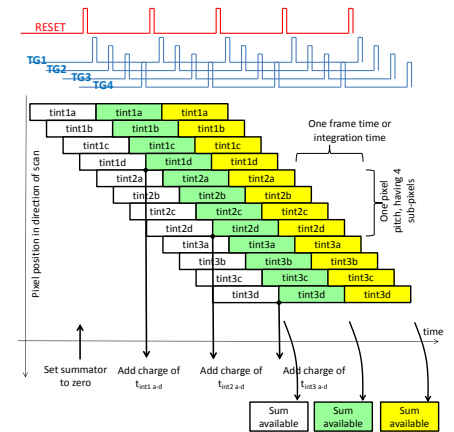 RESET
TG1
TG2
TG3
TG4
tint1a tint1a tint1a
tint1b tint1b tint1b
tint1c tint1c tint1c
tint1d tint1d tint1d
tint2a tint2a tint2a
tint2b tint2b tint2b
tint2c tint2c tint2c
tint2d tint2d tint2d
tint3a tint3a tint3a
tint3b tint3b tint3b
tint3c tint3c tint3c
tint3d tint3d tint3d
One frame time or
integration time
One pixel
pitch, having 4
sub-pixels
Pixel position in direction of scan
time
Set summator
to zero
Add charge of
tint1 a-d
Add charge of
tint2 a-d
Add charge of
tint3 a-d
Sum
available
Sum
available
Sum
available